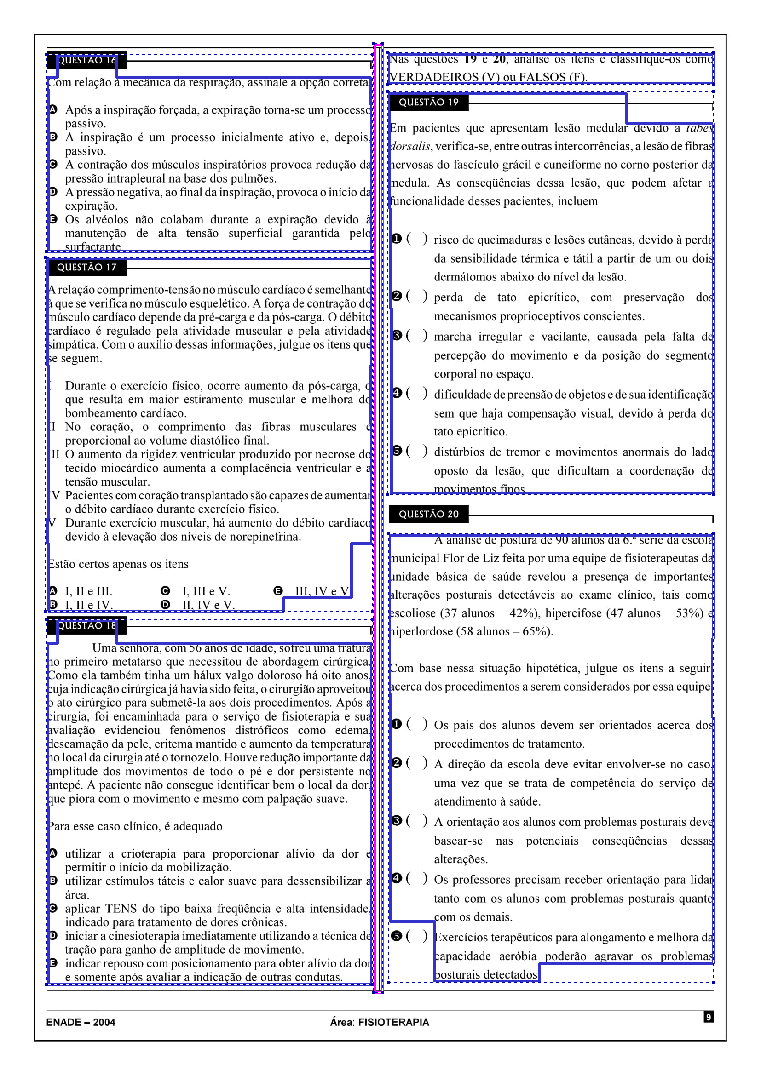 QUESTÃO 16
Com relação à mecânica da respiração, assinale a opção correta.
A Após a inspiração forçada, a expiração torna-se um processo
passivo.
B A inspiração é um processo inicialmente ativo e, depois,
passivo.
C A contração dos músculos inspiratórios provoca redução da
pressão intrapleural na base dos pulmões.
D A pressão negativa, ao final da inspiração, provoca o início da
expiração.
E Os alvéolos não colabam durante a expiração devido à
manutenção de alta tensão superficial garantida pelo
surfactante.
QUESTÃO 17
A relação comprimento-tensão no músculo cardíaco é semelhante
à que se verifica no músculo esquelético. A força de contração do
músculo cardíaco depende da pré-carga e da pós-carga. O débito
cardíaco é regulado pela atividade muscular e pela atividade
simpática. Com o auxílio dessas informações, julgue os itens que
se seguem.
I Durante o exercício físico, ocorre aumento da pós-carga, o
que resulta em maior estiramento muscular e melhora do
bombeamento cardíaco.
II No coração, o comprimento das fibras musculares é
proporcional ao volume diastólico final.
III O aumento da rigidez ventricular produzido por necrose do
tecido miocárdico aumenta a complacência ventricular e a
tensão muscular.
IV Pacientes com coração transplantado são capazes de aumentar
o débito cardíaco durante exercício físico.
V Durante exercício muscular, há aumento do débito cardíaco
devido à elevação dos níveis de norepinefrina.
Estão certos apenas os itens
A I, II e III. C I, III e V. E III, IV e V.
B I, II e IV. D II, IV e V.
QUESTÃO 18
Uma senhora, com 56 anos de idade, sofreu uma fratura
no primeiro metatarso que necessitou de abordagem cirúrgica.
Como ela também tinha um hálux valgo doloroso há oito anos,
cuja indicação cirúrgica já havia sido feita, o cirurgião aproveitou
o ato cirúrgico para submetê-la aos dois procedimentos. Após a
cirurgia, foi encaminhada para o serviço de fisioterapia e sua
avaliação evidenciou fenômenos distróficos como edema,
descamação da pele, eritema mantido e aumento da temperatura
no local da cirurgia até o tornozelo. Houve redução importante da
amplitude dos movimentos de todo o pé e dor persistente no
antepé. A paciente não consegue identificar bem o local da dor,
que piora com o movimento e mesmo com palpação suave.
Para esse caso clínico, é adequado
A utilizar a crioterapia para proporcionar alívio da dor e
permitir o início da mobilização.
B utilizar estímulos táteis e calor suave para dessensibilizar a
área.
C aplicar TENS do tipo baixa freqüência e alta intensidade,
indicado para tratamento de dores crônicas.
D iniciar a cinesioterapia imediatamente utilizando a técnica de
tração para ganho de amplitude de movimento.
E indicar repouso com posicionamento para obter alívio da dor
e somente após avaliar a indicação de outras condutas.
Nas questões 19 e 20, analise os itens e classifique-os como
VERDADEIROS (V) ou FALSOS (F).
QUESTÃO 19
Em pacientes que apresentam lesão medular devido a tabes
dorsalis, verifica-se, entre outras intercorrências, a lesão de fibras
nervosas do fascículo grácil e cuneiforme no corno posterior da
medula. As conseqüências dessa lesão, que podem afetar a
funcionalidade desses pacientes, incluem
1 ( ) risco de queimaduras e lesões cutâneas, devido à perda
da sensibilidade térmica e tátil a partir de um ou dois
dermátomos abaixo do nível da lesão.
2 ( ) perda de tato epicrítico, com preservação dos
mecanismos proprioceptivos conscientes.
3 ( ) marcha irregular e vacilante, causada pela falta de
percepção do movimento e da posição do segmento
corporal no espaço.
4 ( ) dificuldade de preensão de objetos e de sua identificação
sem que haja compensação visual, devido à perda do
tato epicrítico.
5 ( ) distúrbios de tremor e movimentos anormais do lado
oposto da lesão, que dificultam a coordenação de
movimentos finos.
QUESTÃO 20
A análise de postura de 90 alunos da 6.ª série da escola
municipal Flor de Liz feita por uma equipe de fisioterapeutas da
unidade básica de saúde revelou a presença de importantes
alterações posturais detectáveis ao exame clínico, tais como
escoliose (37 alunos – 42%), hipercifose (47 alunos – 53%) e
hiperlordose (58 alunos – 65%).
Com base nessa situação hipotética, julgue os itens a seguir,
acerca dos procedimentos a serem considerados por essa equipe.
1 ( ) Os pais dos alunos devem ser orientados acerca dos
procedimentos de tratamento.
2 ( ) A direção da escola deve evitar envolver-se no caso,
uma vez que se trata de competência do serviço de
atendimento à saúde.
3 ( ) A orientação aos alunos com problemas posturais deve
basear-se nas potenciais conseqüências dessas
alterações.
4 ( ) Os professores precisam receber orientação para lidar
tanto com os alunos com problemas posturais quanto
com os demais.
5 ( ) Exercícios terapêuticos para alongamento e melhora da
capacidade aeróbia poderão agravar os problemas
posturais detectados.
ENADE – 2004 Área: FISIOTERAPIA 9